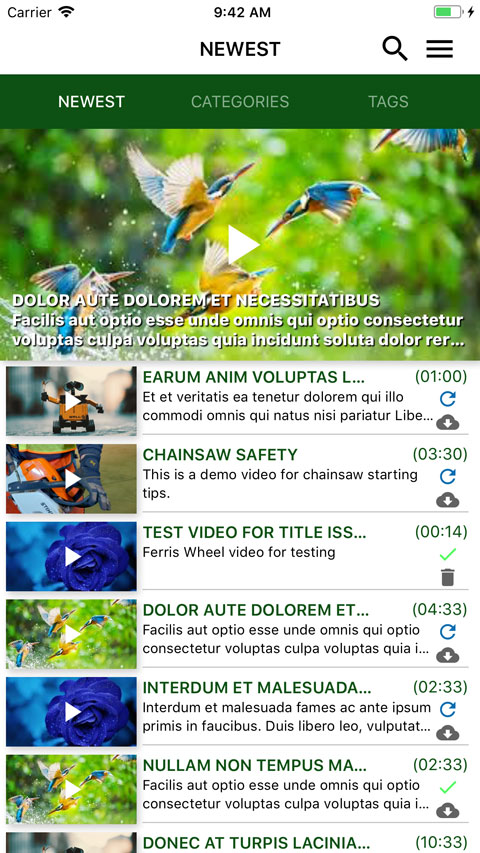 Carrier 9:42 AM
NEWEST
NEWEST CATEGORIES TAGS
DOLOR AUTE DOLOREM ET NECESSITATIBUS
Facilis aut optio esse unde omnis qui optio consectetur
voluptas culpa voluptas quia incidunt soluta dolor rer...
EARUM ANIM VOLUPTAS L... (01:00)
Et et veritatis ea tenetur dolorem qui illo
commodi omnis qui natus nisi pariatur Libe...
CHAINSAW SAFETY (03:30)
This is a demo video for chainsaw starting
tips.
TEST VIDEO FOR TITLE ISS... (00:14)
Ferris Wheel video for testing
DOLOR AUTE DOLOREM ET... (04:33)
Facilis aut optio esse unde omnis qui optio
consectetur voluptas culpa voluptas quia i...
INTERDUM ET MALESUADA... (02:33)
Interdum et malesuada fames ac ante ipsum
primis in faucibus. Duis libero leo, vulputat...
NULLAM NON TEMPUS MA... (02:33)
Facilis aut optio esse unde omnis qui optio
consectetur voluptas culpa voluptas quia i...
DONEC AT TURPIS LACINIA... (10:33)